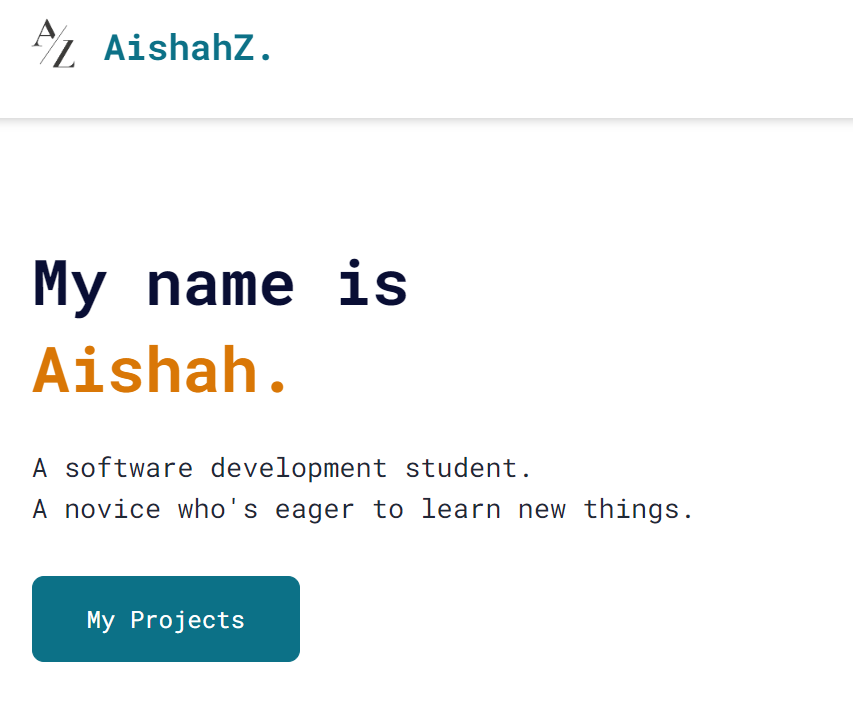 A/Z AishahZ.
My name is
Aishah.
A software development student.
A novice who's eager to learn new things.
My Projects